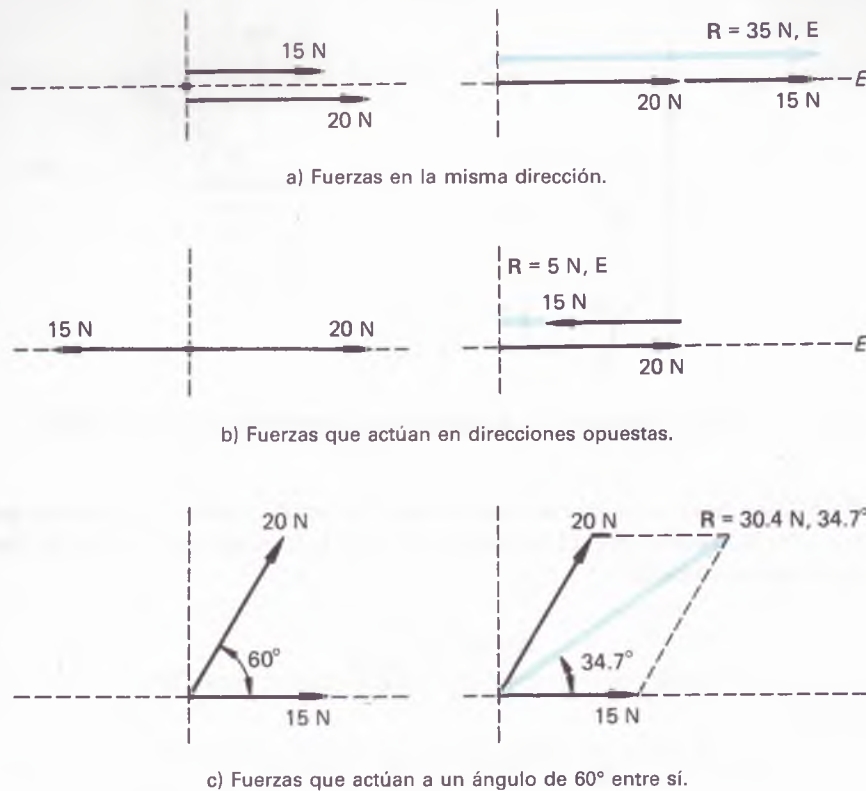 15 N
20 N
R = 35 N, E
20 N
15 N
E
a) Fuerzas en la misma dirección.
15 N
20 N
R = 5 N, E
15 N
20 N
E
b) Fuerzas que actúan en direcciones opuestas.
20 N
60°
15 N
20 N
R = 30.4 N, 34.7°
34.7°
15 N
c) Fuerzas que actúan a un ángulo de 60° entre sí.